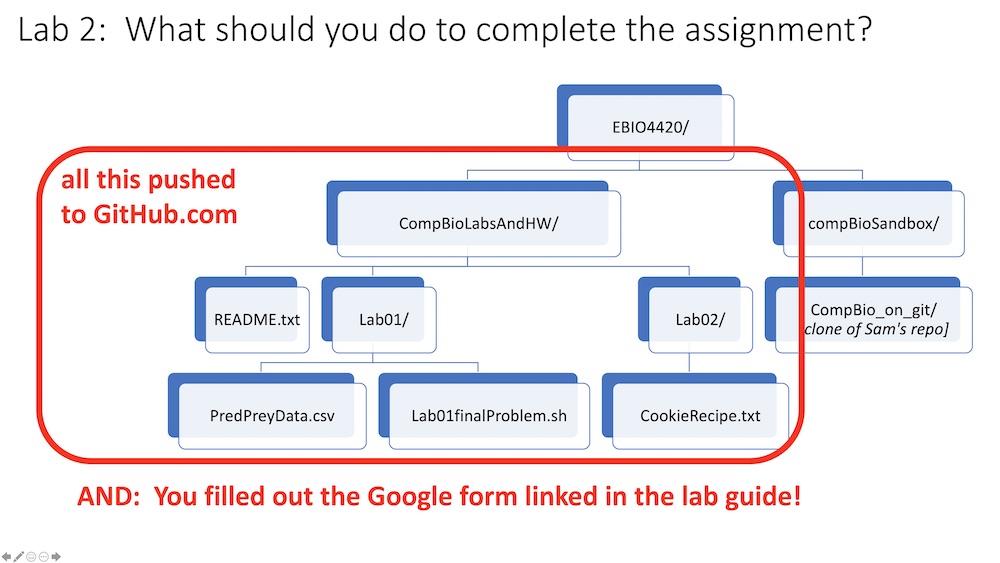 Lab 2:  What should you do to complete the assignment?
EBIO4420/
all this pushed
to GitHub.com
CompBioLabsAndHW/
compBioSandbox/
README.txt
Lab01/
Lab02/
CompBio_on_git/
clone of Sam's repo]
PredPreyData.csv
Lab01finalProblem.sh
CookieRecipe.txt
AND:  You filled out the Google form linked in the lab guide!